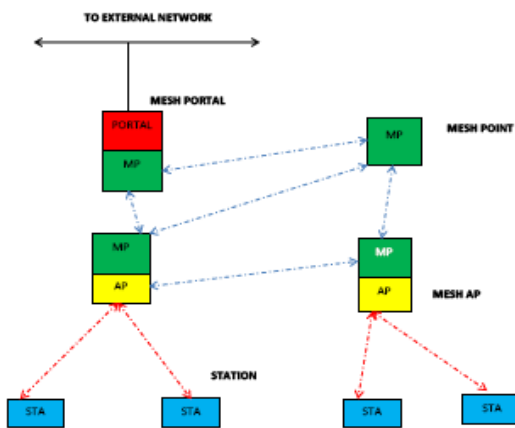 TO EXTERNAL NETWORK
MESH PORTAL
PORTAL
MP
MP
MESH POINT
MP
AP
MP
AP
MESH AP
STATION
STA
STA
STA
STA